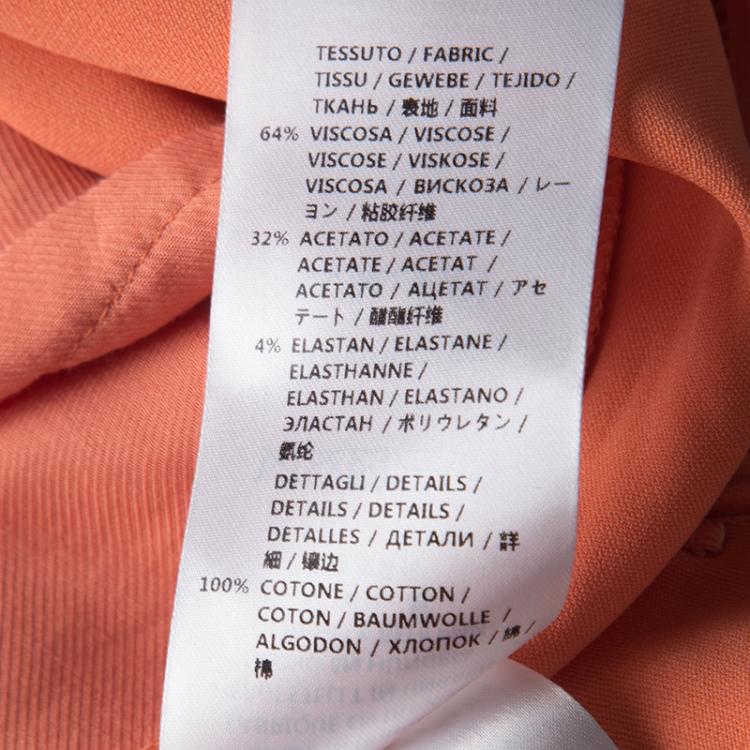 TESSUTO / FABRIC /
TISSU / GEWEBE / TEJIDO /
ТКАНЬ / 表地 / 面料
64% VISCOSA / VISCOSE /
VISCOSE / VISKOSE /
VISCOSA / ВИСКОЗА / レー
ヨン / 粘胶纤维
32% ACETATO / ACETATE /
ACETATE / ACETAT /
ACETATO / АЦЕТАТ / アセ
テート / 醋酯纤维
4% ELASTAN / ELASTANE /
ELASTHANNE /
ELASTHAN / ELASTANO /
ЭЛАСТАН / ポリウレタン /
氨纶
DETTAGLI / DETAILS /
DETAILS / DETAILS /
DETALLES / ДЕТАЛИ / 詳
細 / 镶边
100% COTONE / COTTON /
COTON / BAUMWOLLE /
ALGODON / ХЛОПОК / 綿 /
棉